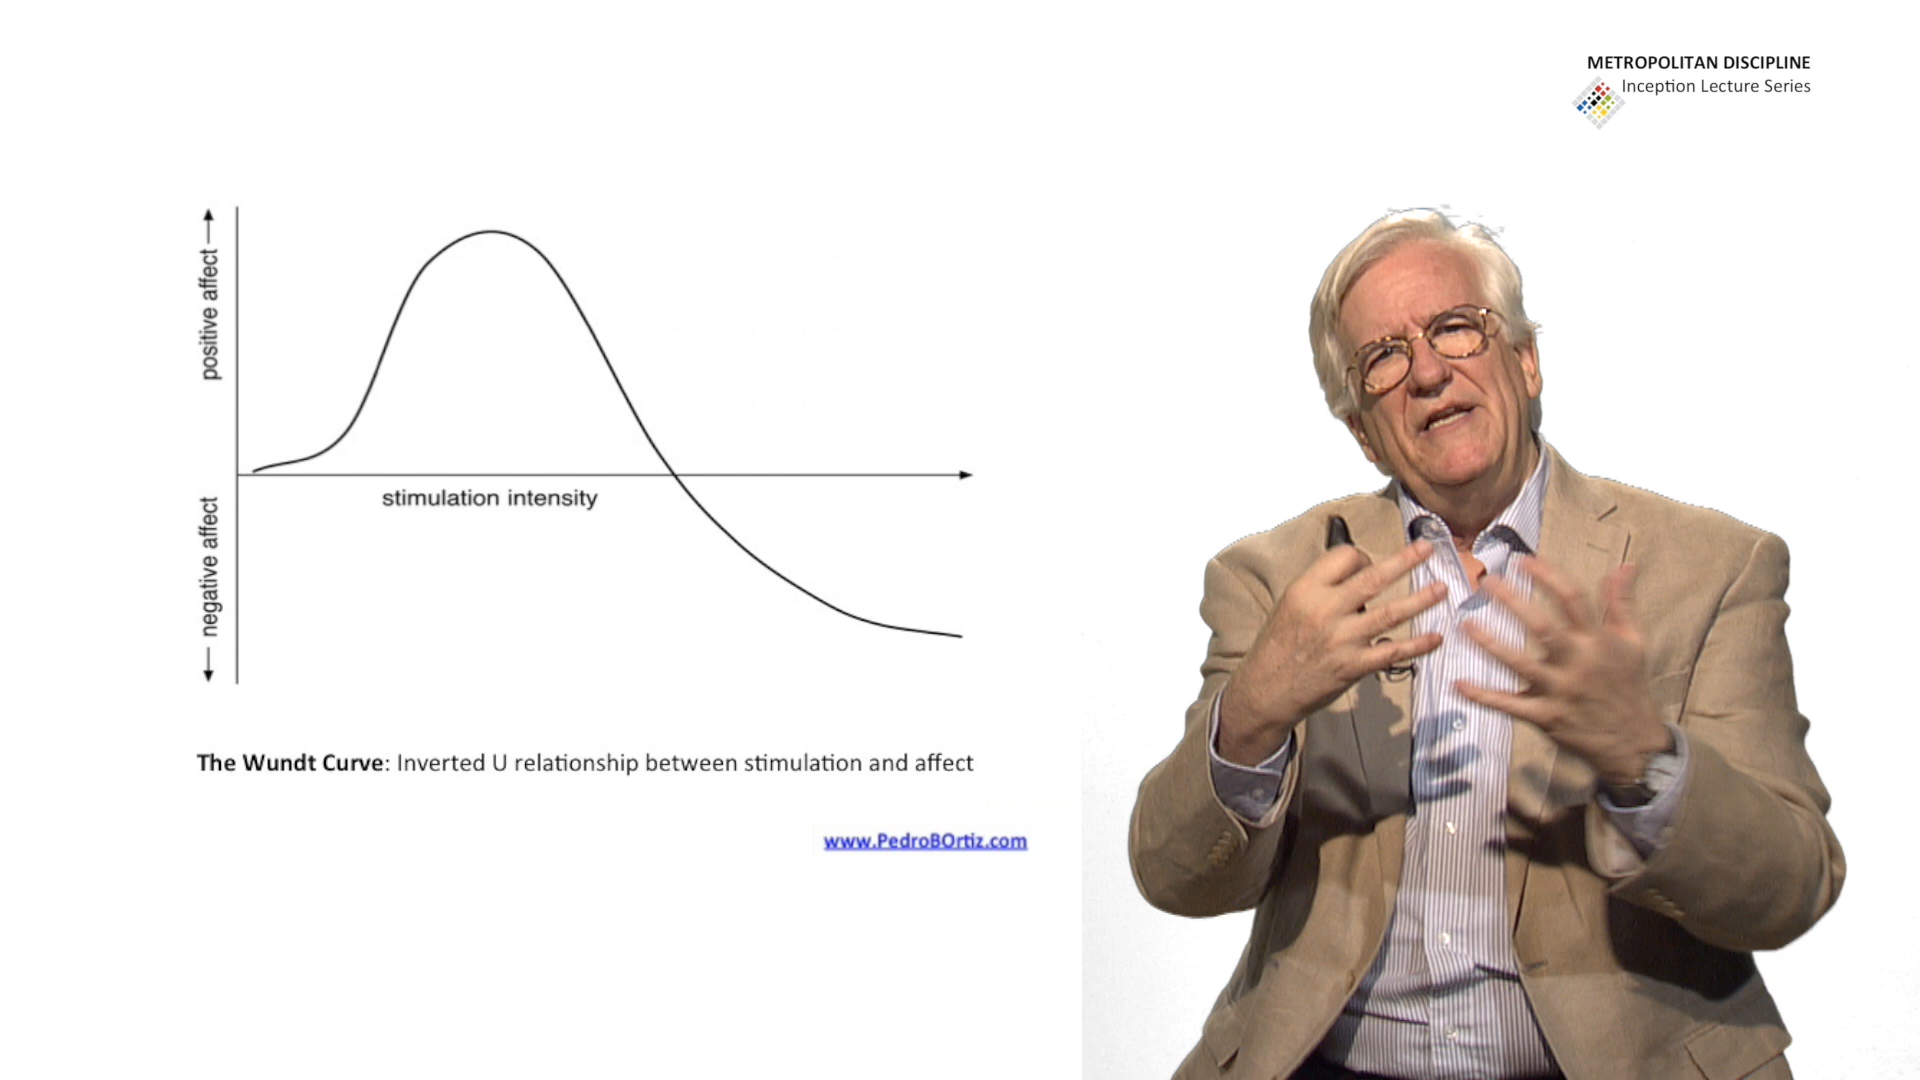 METROPOLITAN DISCIPLINE
Inception Lecture Series
positive affect
stimulation intensity
negative affect
The Wundt Curve: Inverted U relationship between stimulation and affect
www.PedroBOrtiz.com